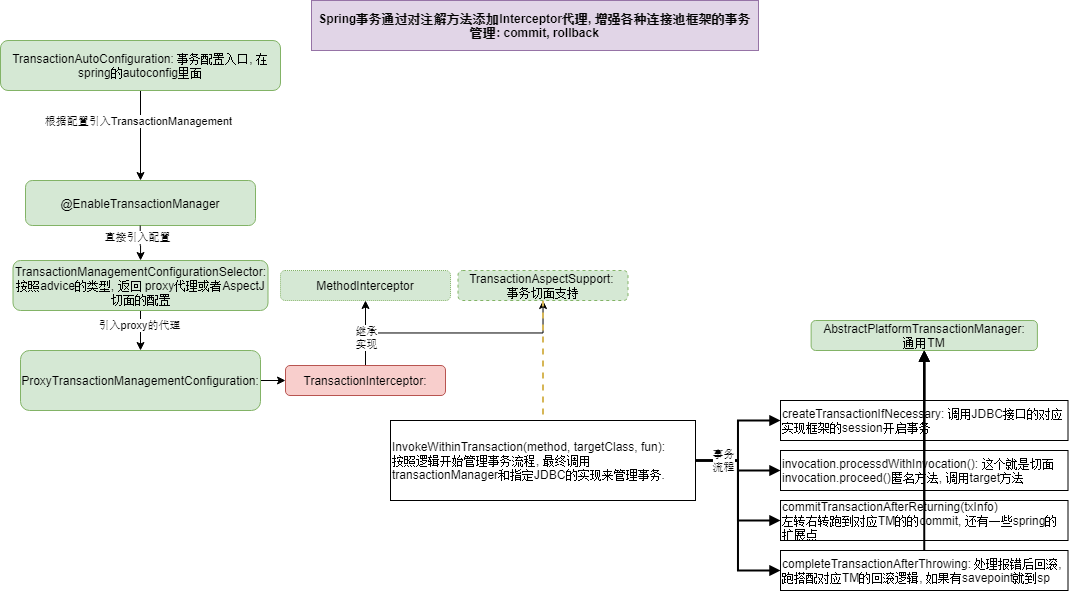 Spring事务通过对注解方法添加Interceptor代理, 增强各种连接池框架的事务
管理: commit, rollback
TransactionAutoConfiguration: 事务配置入口, 在
spring的autoconfig里面
根据配置引入TransactionManagement
@EnableTransactionManager
直接引入配置
TransactionManagementConfigurationSelector:
按照advice的类型, 返回 proxy代理或者AspectJ
切面的配置
引入proxy的代理
ProxyTransactionManagementConfiguration:
MethodInterceptor
TransactionAspectSupport:
事务切面支持
继承
实现
TransactionInterceptor:
InvokeWithinTransaction(method, targetClass, fun):
按照逻辑开始管理事务流程, 最终调用
transactionManager和指定JDBC的实现来管理事务.
事务
流程
AbstractPlatformTransactionManager:
通用TM
createTransactionIfNecessary: 调用JDBC接口的对应
实现框架的session开启事务
invocation.processdWithInvocation(): 这个就是切面
invocation.proceed()匿名方法, 调用target方法
commitTransactionAfterReturning(txInfo)
左转右转跑到对应TM的的commit, 还有一些spring的
扩展点
completeTransactionAfterThrowing: 处理报错后回滚,
跑搭配对应TM的回滚逻辑, 如果有savepoint就到sp